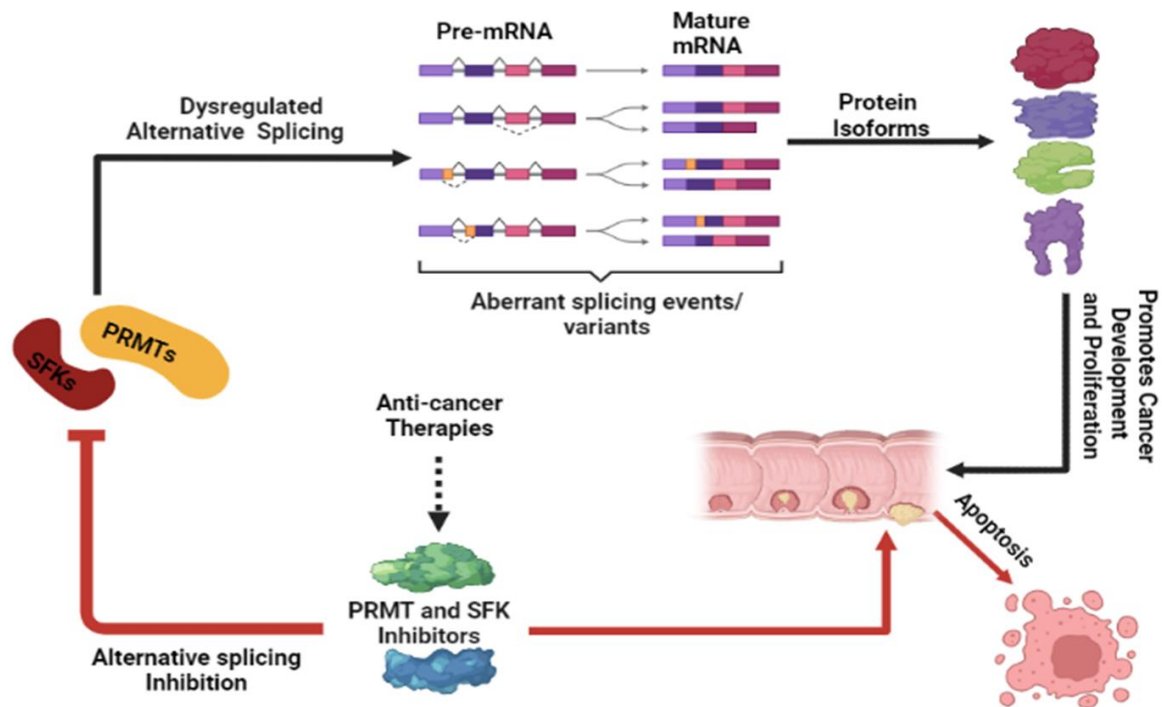 Pre-mRNA
Mature
mRNA
Dysregulated
Alternative Splicing
Protein
Isoforms
Aberrant splicing events/
variants
PRMTs
SFKs
Promotes Cancer
Development
and Proliferation
Anti-cancer
Therapies
Apoptosis
PRMT and SFK
Inhibitors
Alternative splicing
Inhibition